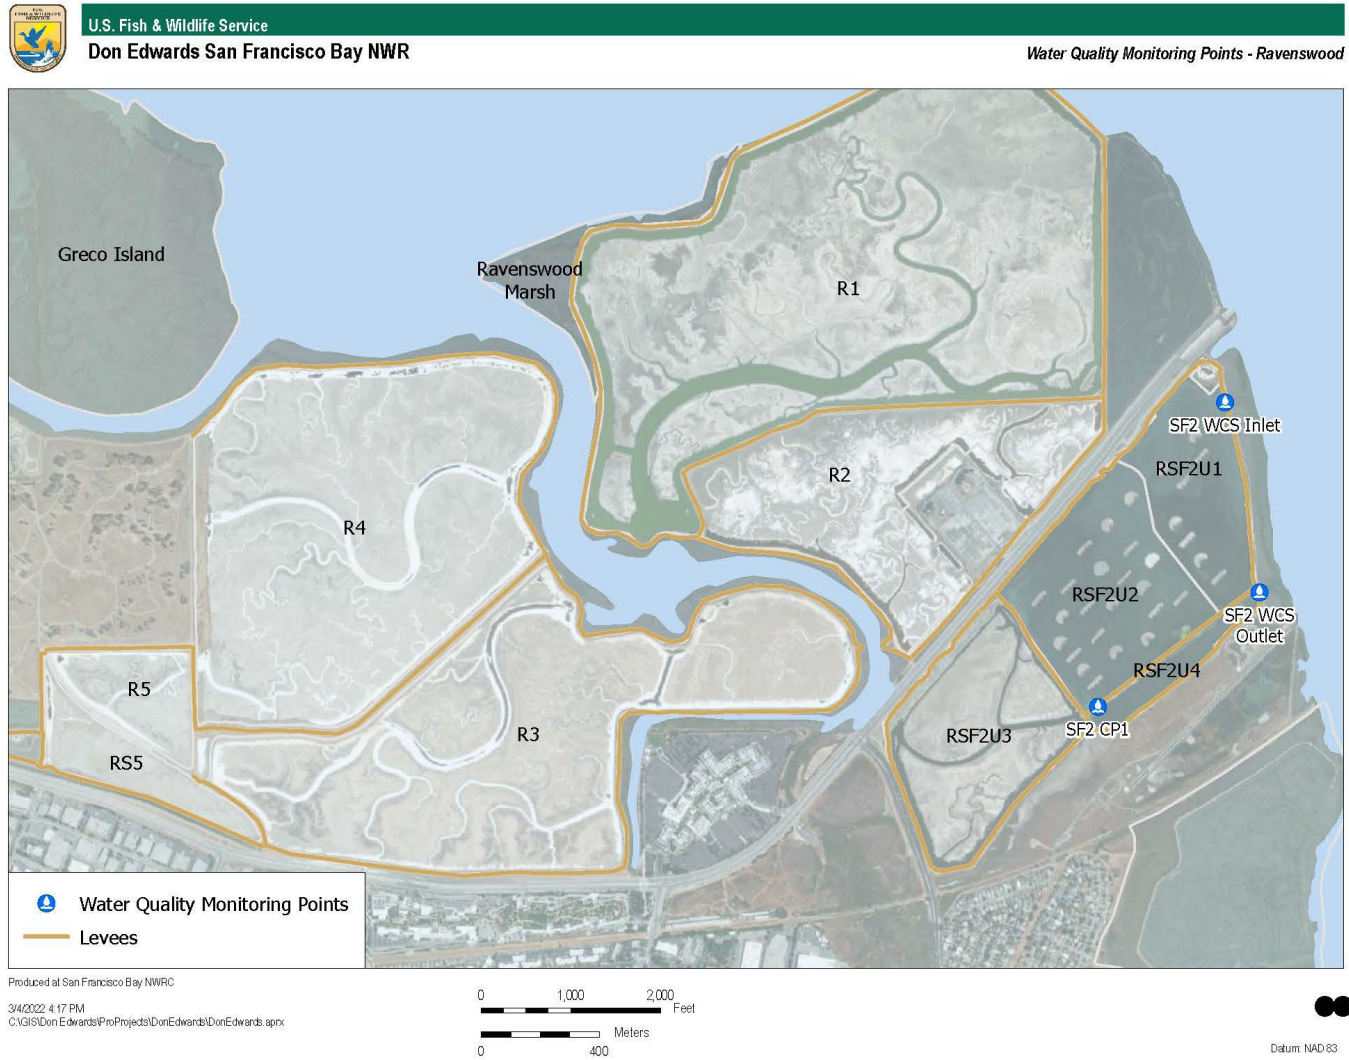 U.S.
FISH & WILDLIFE
SERVICE
U.S. Fish & Wildlife Service
Don Edwards San Francisco Bay NWR
Water Quality Monitoring Points - Ravenswood
Greco Island
Ravenswood
Marsh
R1
SF2 WCS Inlet
RSF2U1
R2
R4
RSF2U2
SF2 WCS
Outlet
RSF2U4
R5
SF2 CP1
R3
RSF2U3
RS5
Water Quality Monitoring Points
Levees
Produced at San Francisco Bay NWRC
3/4/2022 4:17 PM
C:\GIS\Don Edwards\ProProjects\DonEdwards\DonEdwards.aprx
0 1,000 2,000
Feet
Meters
0 400
Datum: NAD 83